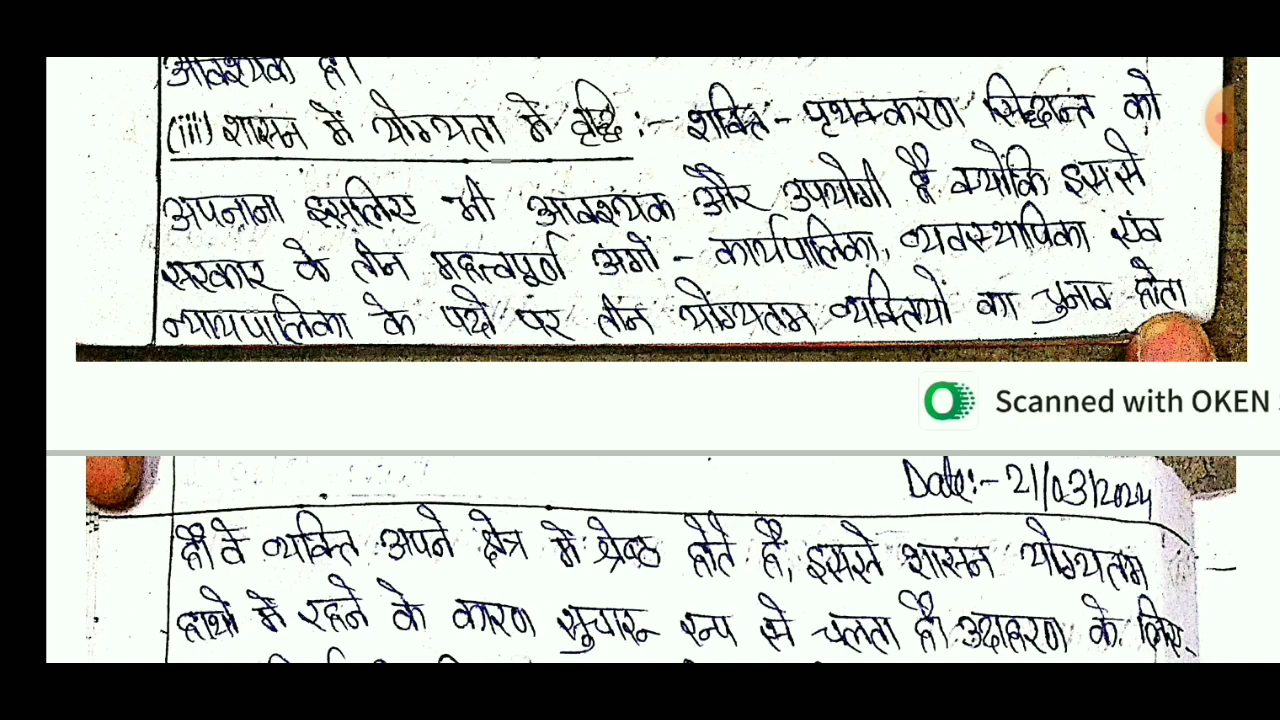 आवश्यक है।
(iii) शासन में योग्यता में वृद्धि :- शक्ति - पृथक्करण सिद्धान्त को
अपनाना इसलिए भी आवश्यक और उपयोगी है क्योंकि इससे
सरकार के तीन महत्वपूर्ण अंगों - कार्यपालिका, व्यवस्थापिका एंव
न्यायपालिका के पदो पर तीन योग्यतम व्यक्तियों का चुनाव होता
Scanned with OKEN
Date:- 21/03/2024
है। वे व्यक्ति अपने क्षेत्र में श्रेष्ठ होते हैं, इससे शासन योग्यतम
हाथो में रहने के कारण सुचारू रूप से चलता है। उदाहरण के लिए